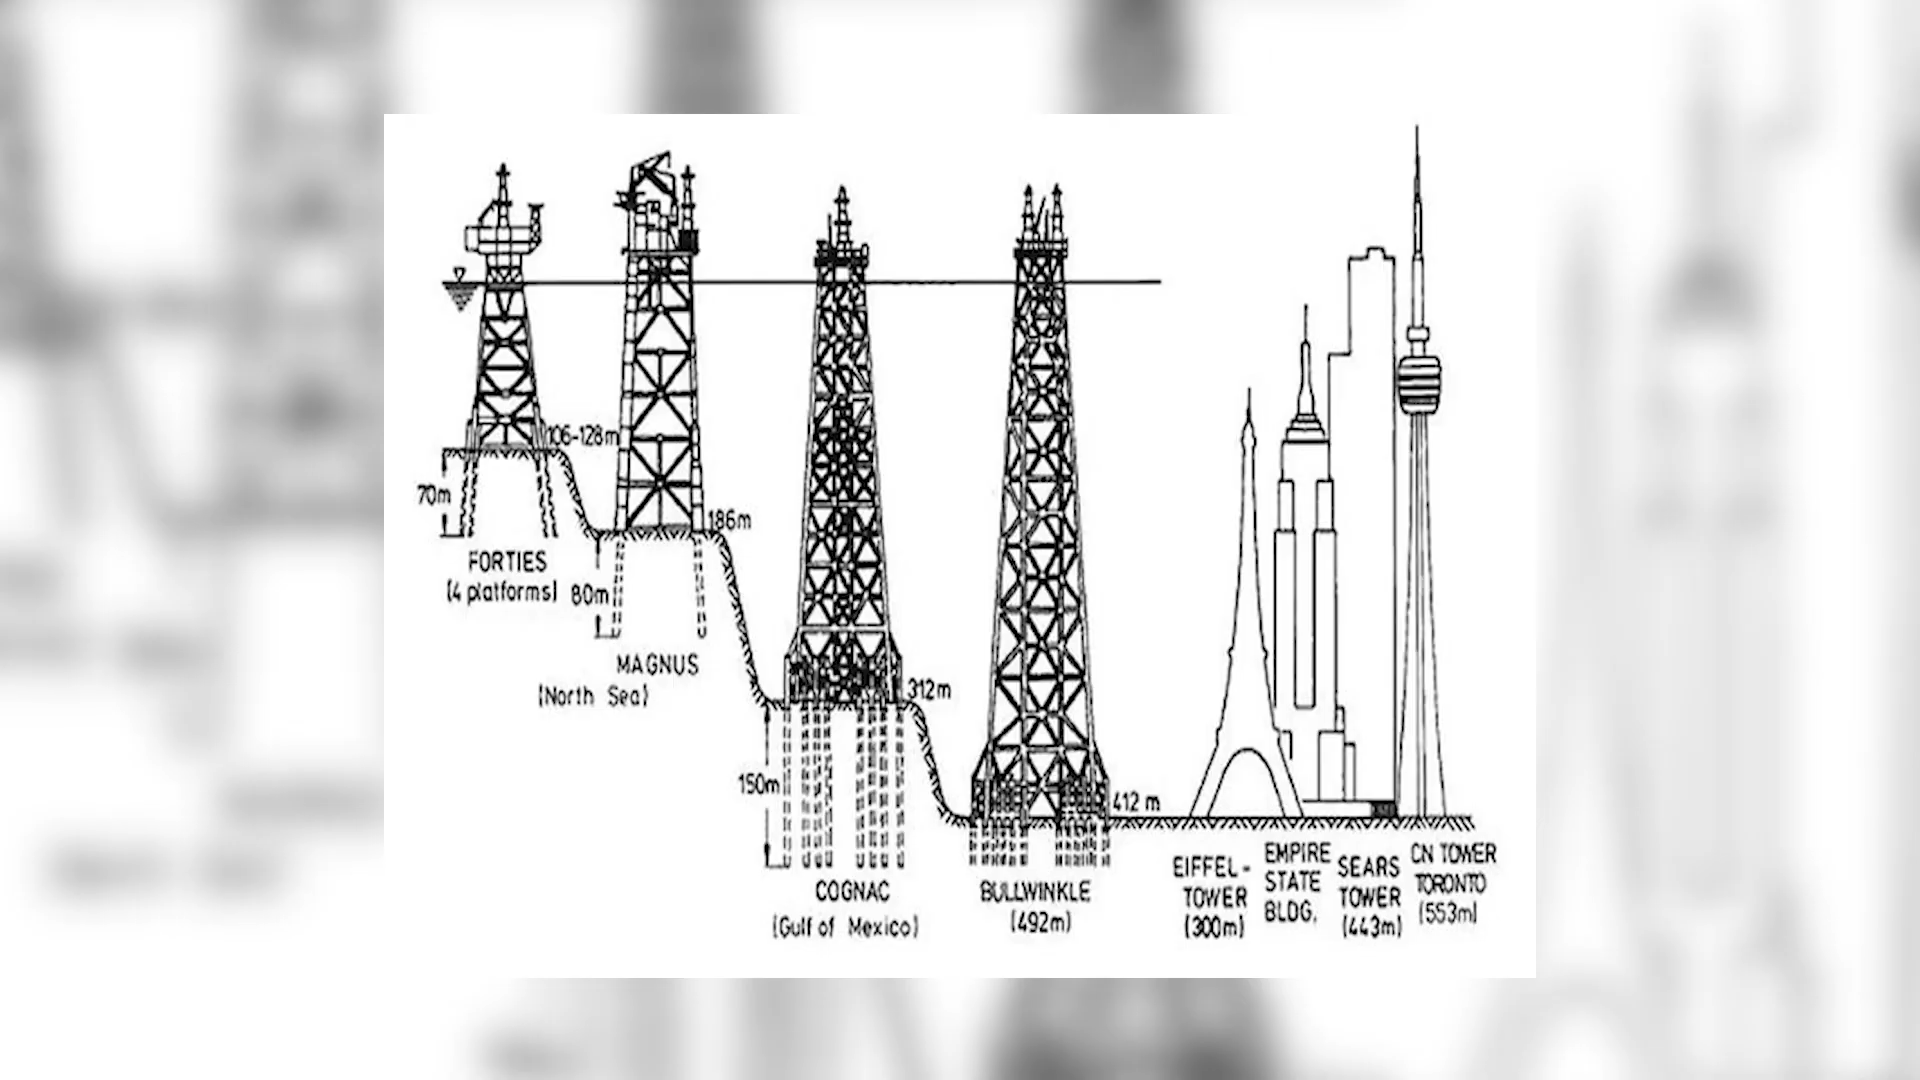 106-128m
70m
FORTIES
(4 platforms)
186m
80m
MAGNUS
(North Sea)
312m
150m
COGNAC
(Gulf of Mexico)
412 m
BULLWINKLE
(492m)
EIFFEL-
TOWER
(300m)
EMPIRE
STATE
BLDG.
SEARS
TOWER
(443m)
CN TOWER
TORONTO
(553m)